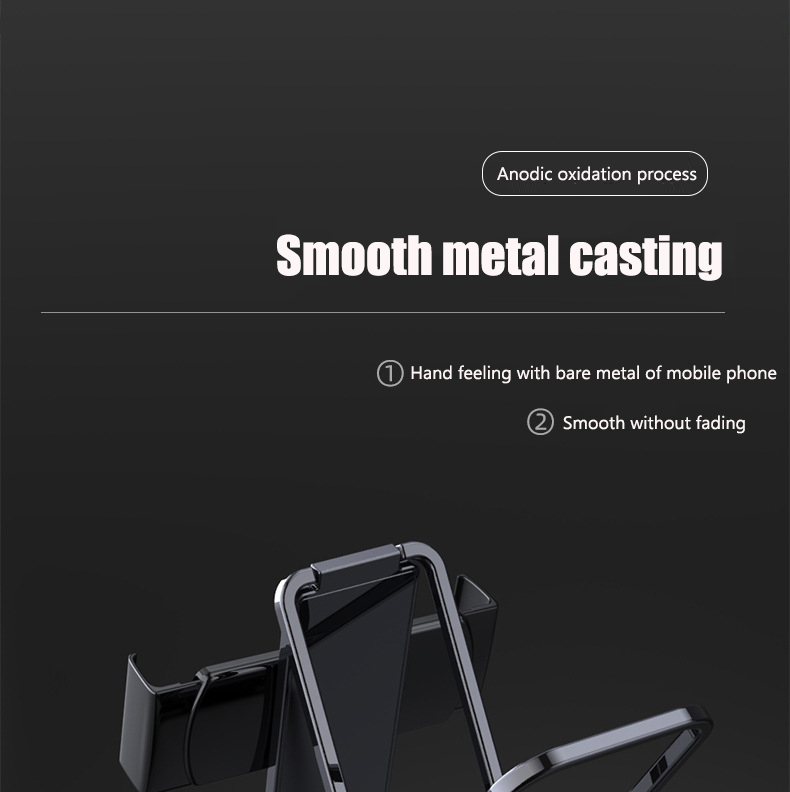 Anodic oxidation process
Smooth metal casting
① Hand feeling with bare metal of mobile phone
② Smooth without fading